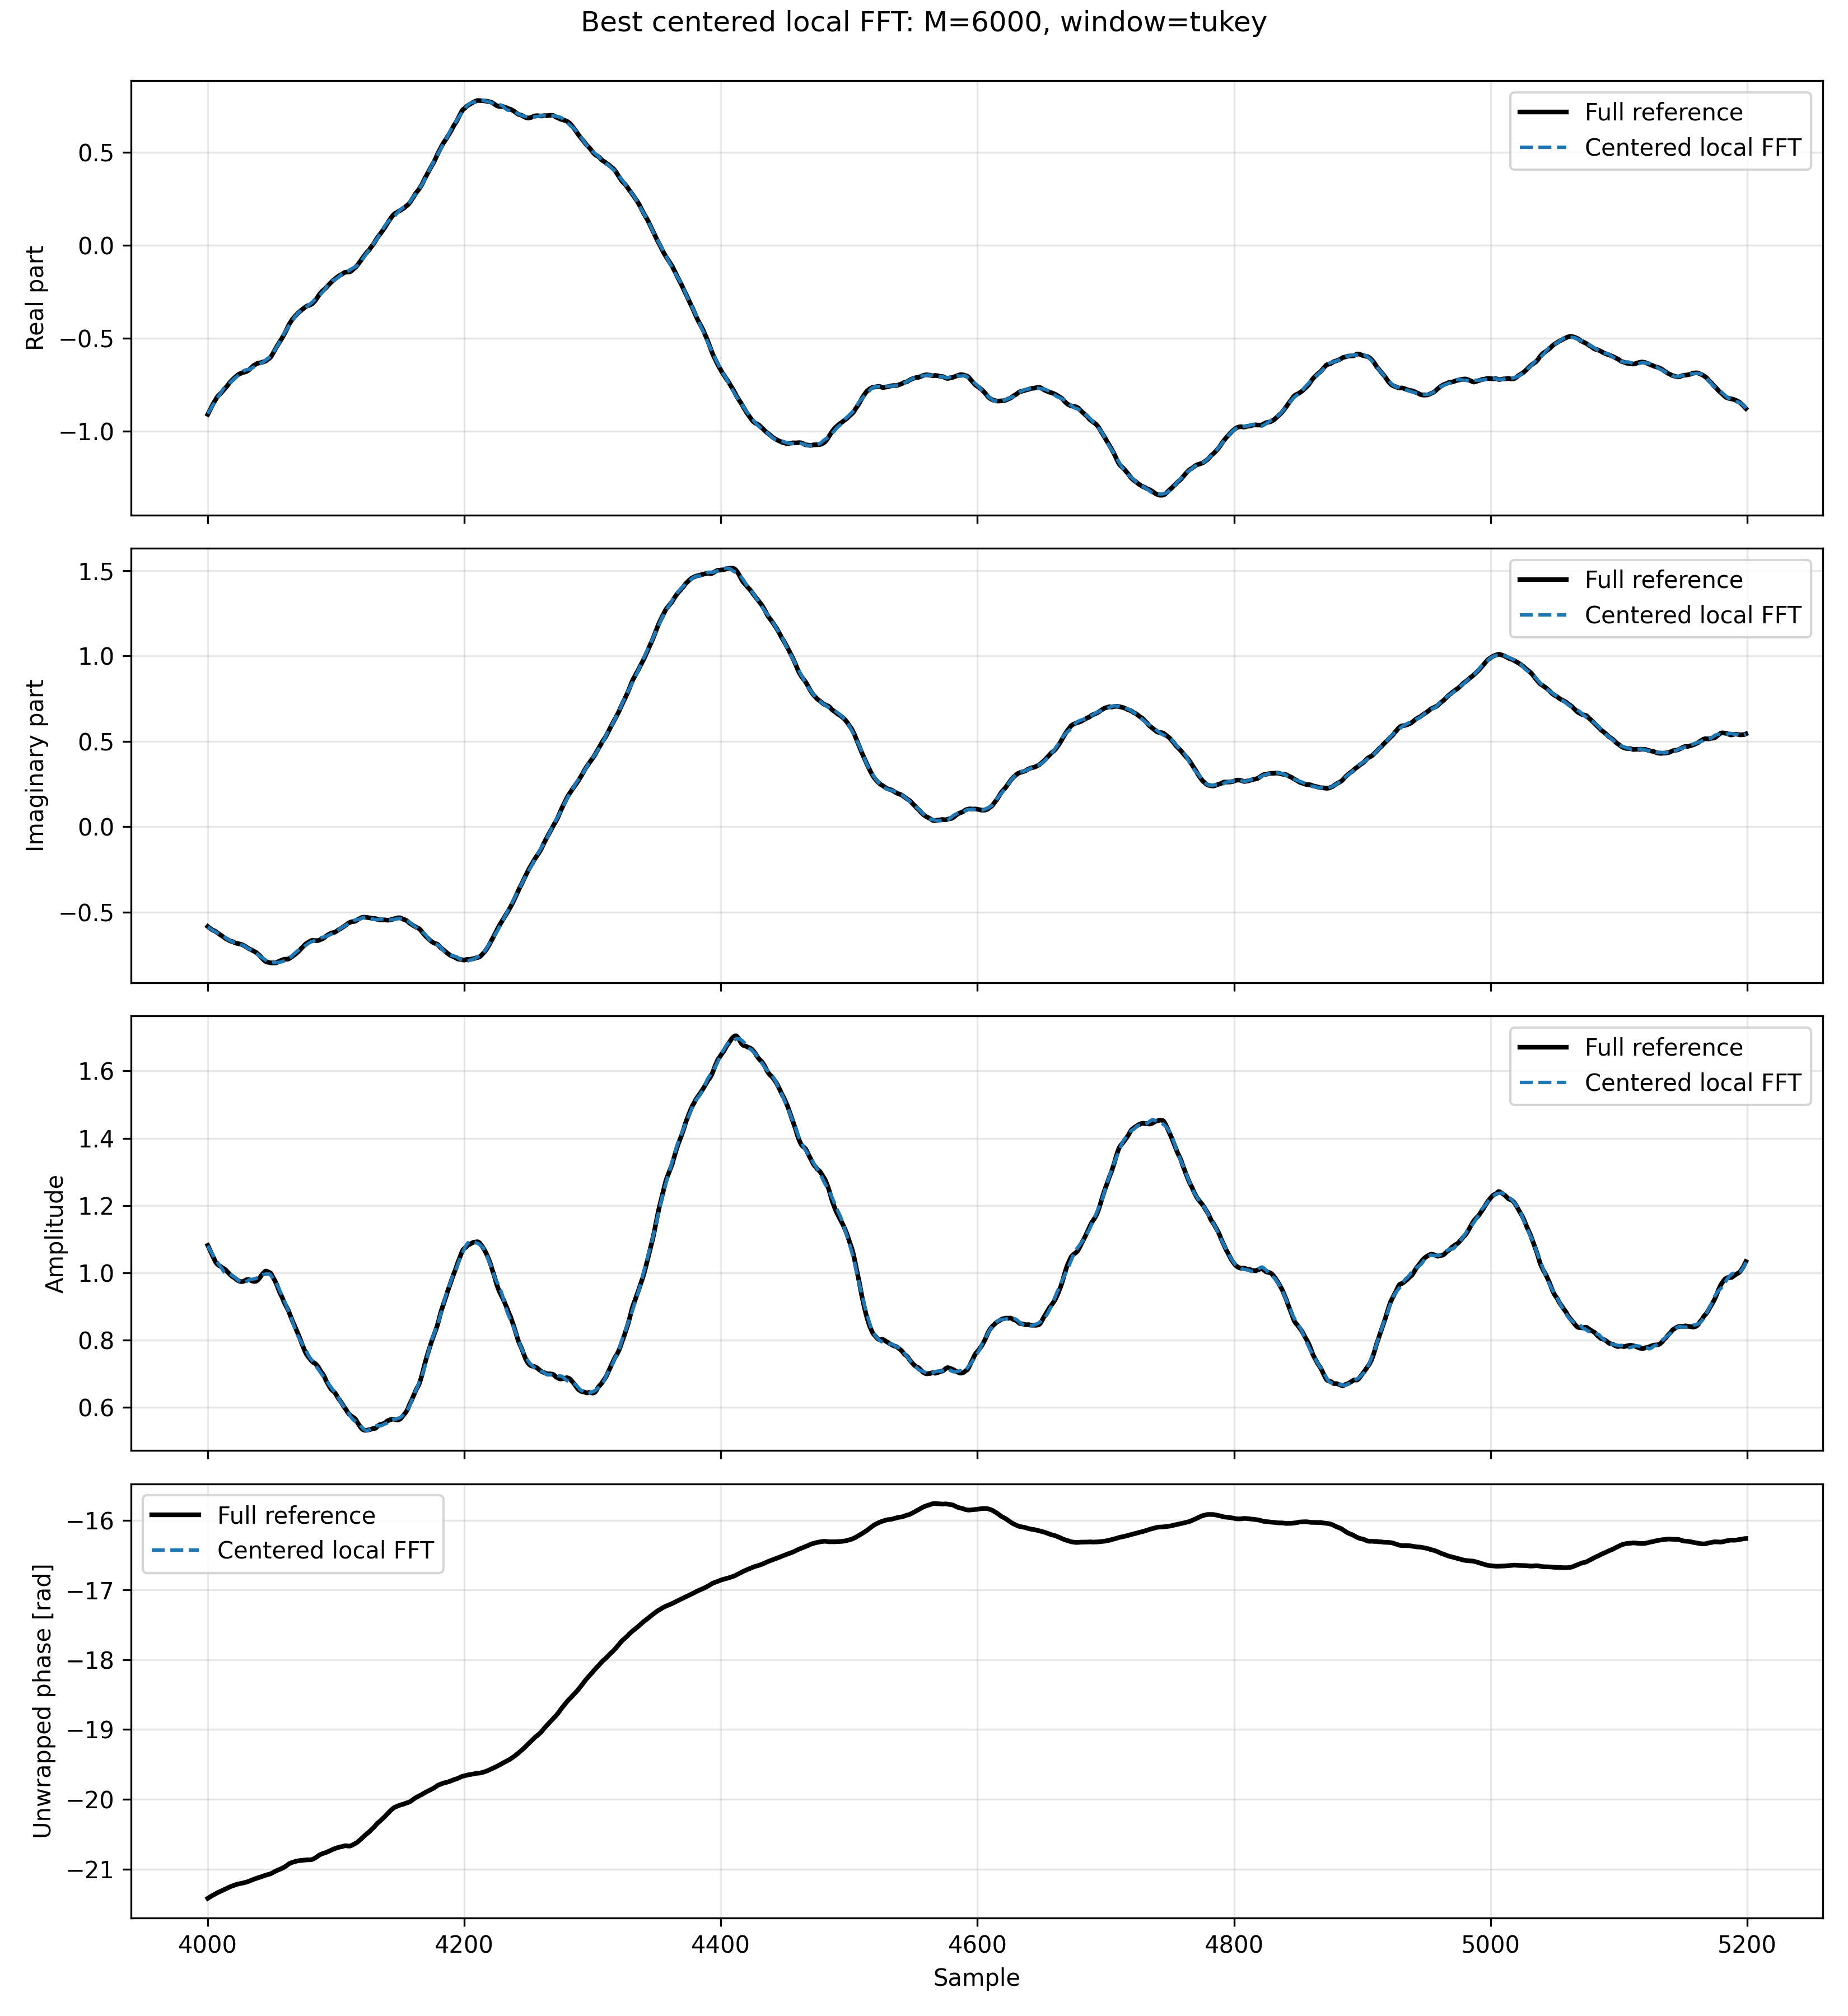 Best centered local FFT: M=6000, window=tukey
Real part
0.5
0.0
−0.5
−1.0
Full reference
Centered local FFT
Imaginary part
1.5
1.0
0.5
0.0
−0.5
Full reference
Centered local FFT
Amplitude
1.6
1.4
1.2
1.0
0.8
0.6
Full reference
Centered local FFT
Unwrapped phase [rad]
−16
−17
−18
−19
−20
−21
Full reference
Centered local FFT
4000 4200 4400 4600 4800 5000 5200
Sample